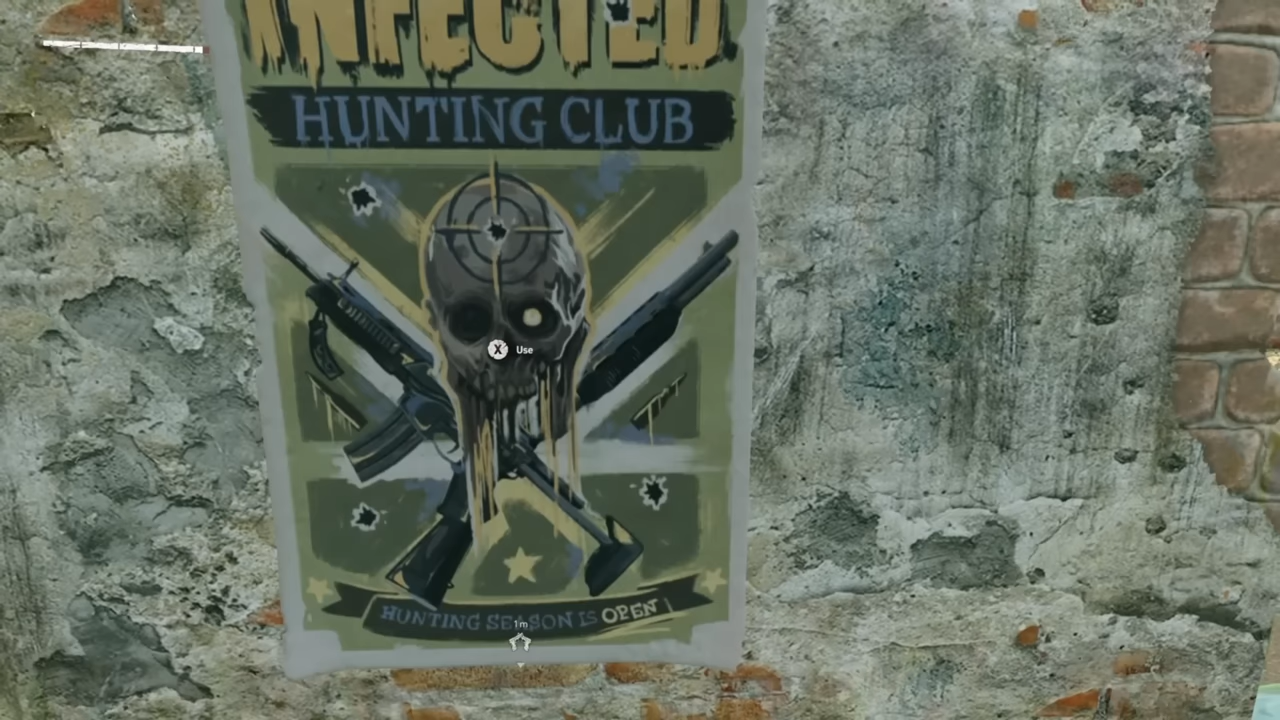 INFECTED
HUNTING CLUB
X Use
HUNTING SEASON IS OPEN
1m